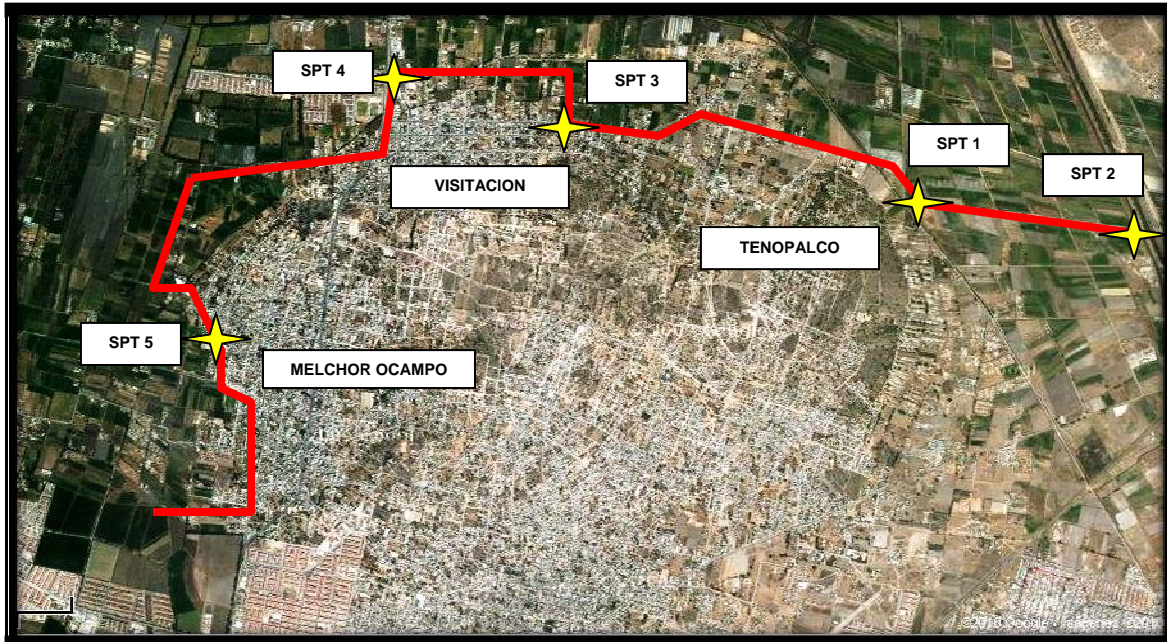 SPT 4
SPT 3
SPT 1
SPT 2
VISITACION
TENOPALCO
SPT 5
MELCHOR OCAMPO